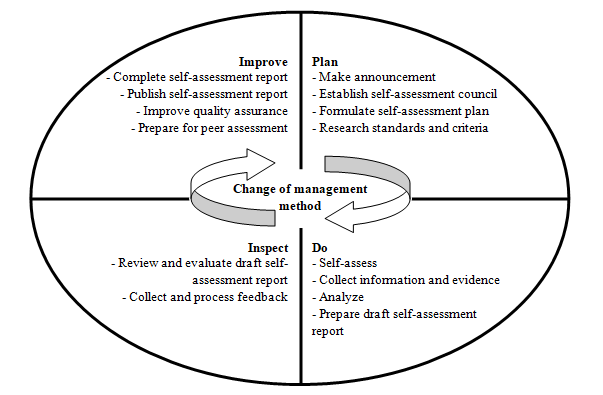 Improve
- Complete self-assessment report
- Publish self-assessment report
- Improve quality assurance
- Prepare for peer assessment
Plan
- Make announcement
- Establish self-assessment council
- Formulate self-assessment plan
- Research standards and criteria
Change of management
method
Inspect
- Review and evaluate draft self-
assessment report
- Collect and process feedback
Do
- Self-assess
- Collect information and evidence
- Analyze
- Prepare draft self-assessment
report